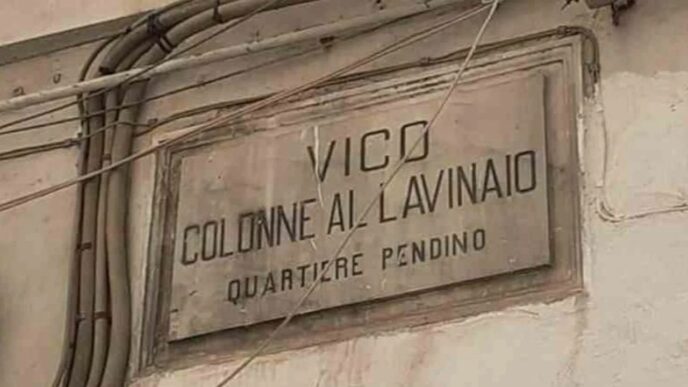 VICO
COLONNE AL LAVINAIO
QUARTIERE PENDINO